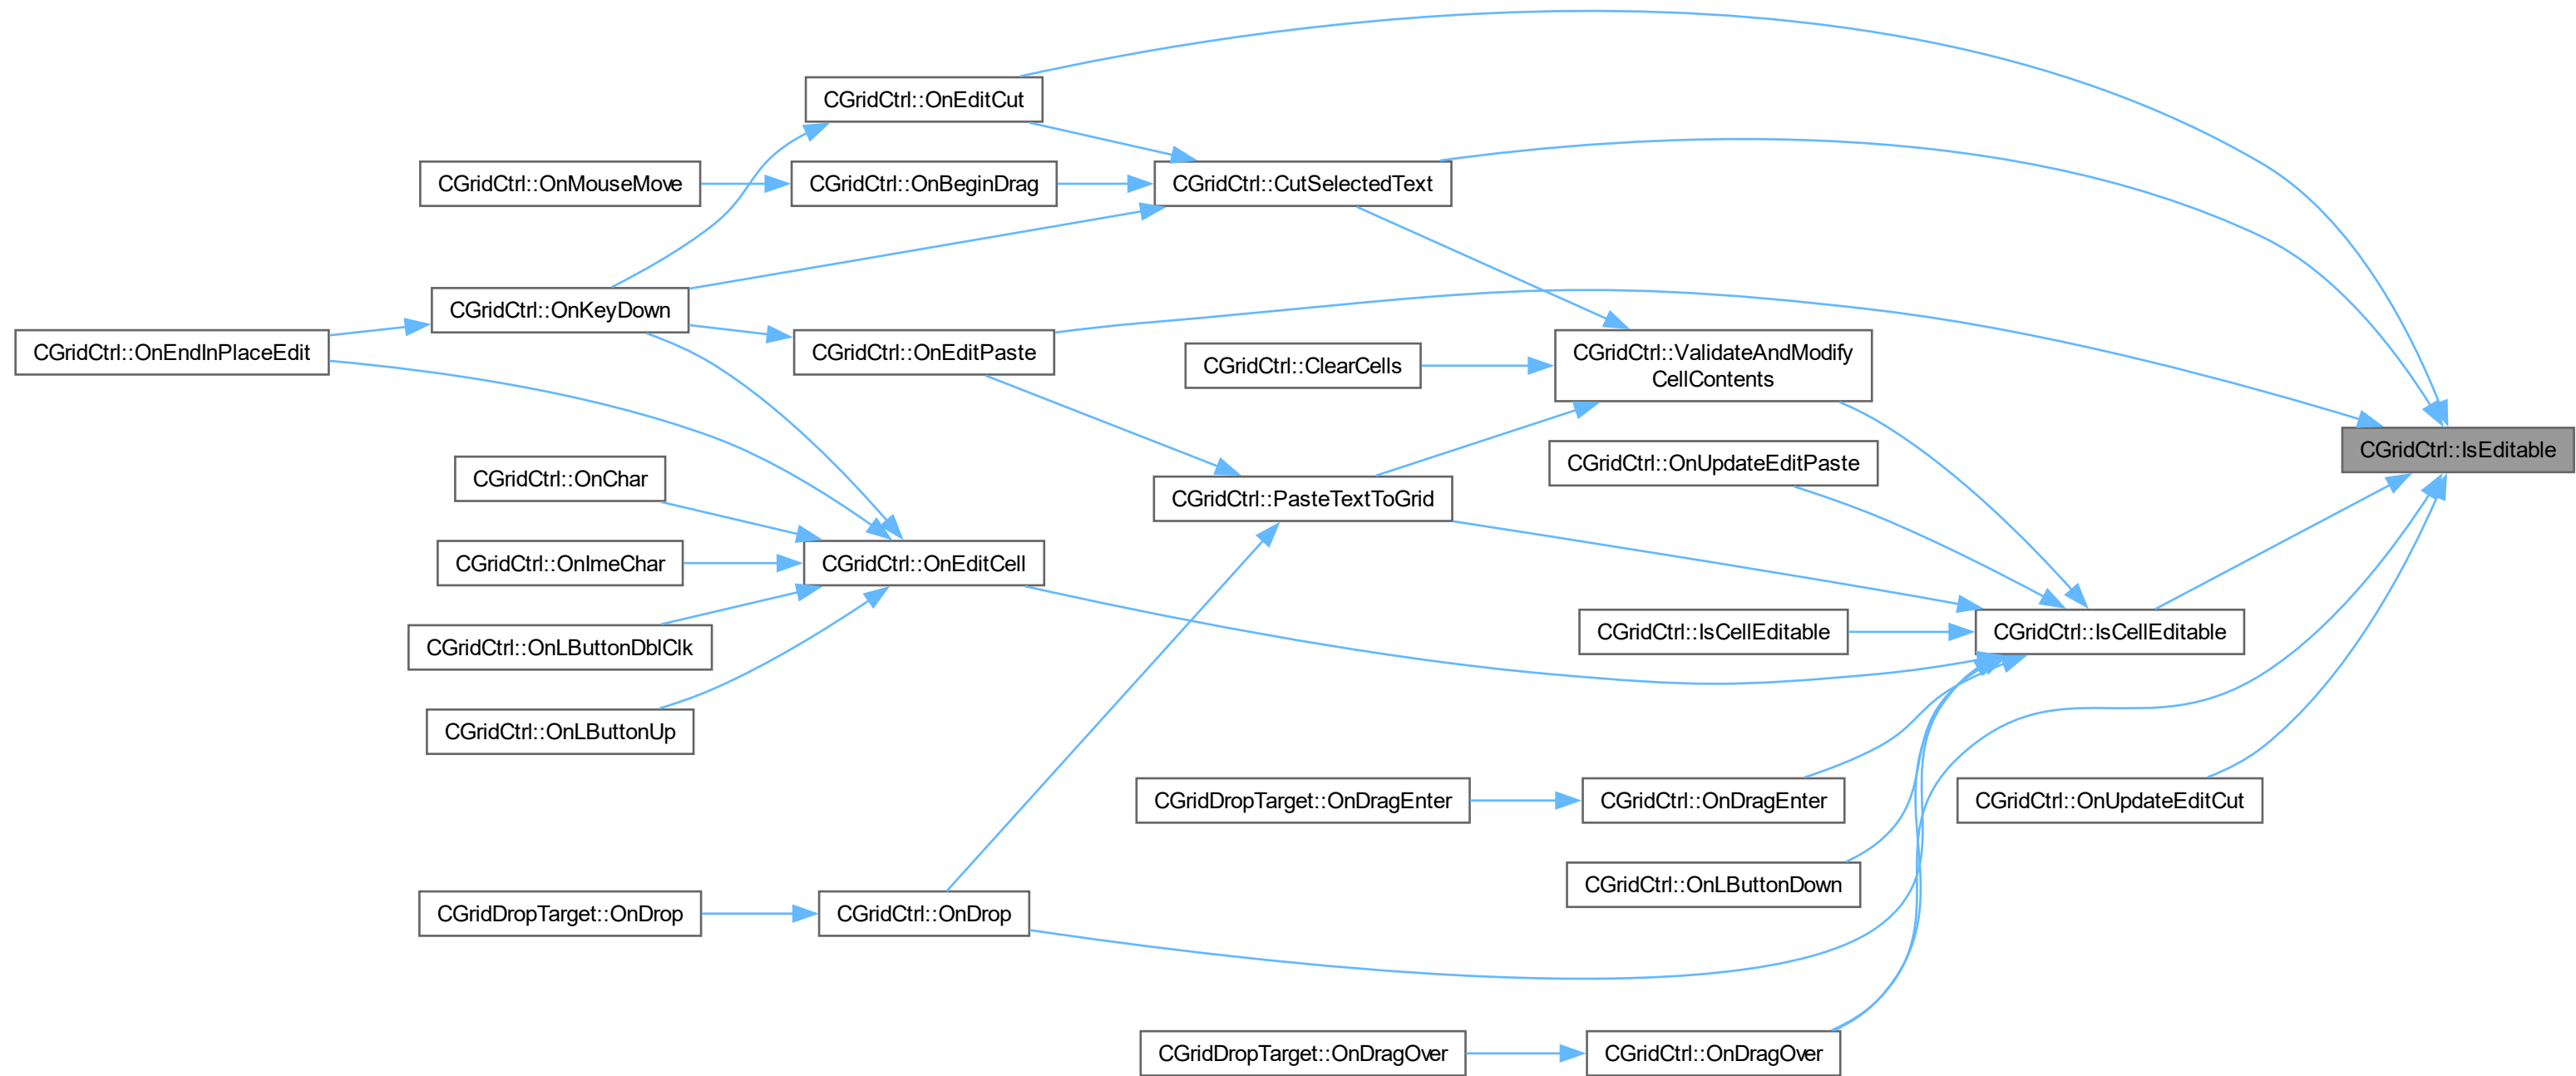 CGridCtrl::OnEditCut
CGridCtrl::OnMouseMove
CGridCtrl::OnBeginDrag
CGridCtrl::CutSelectedText
CGridCtrl::OnKeyDown
CGridCtrl::OnEndInPlaceEdit
CGridCtrl::OnEditPaste
CGridCtrl::ClearCells
CGridCtrl::ValidateAndModify
CellContents
CGridCtrl::IsEditable
CGridCtrl::OnUpdateEditPaste
CGridCtrl::OnChar
CGridCtrl::PasteTextToGrid
CGridCtrl::OnImeChar
CGridCtrl::OnEditCell
CGridCtrl::IsCellEditable
CGridCtrl::IsCellEditable
CGridCtrl::OnLButtonDblClk
CGridCtrl::OnLButtonUp
CGridDropTarget::OnDragEnter
CGridCtrl::OnDragEnter
CGridCtrl::OnUpdateEditCut
CGridCtrl::OnLButtonDown
CGridDropTarget::OnDrop
CGridCtrl::OnDrop
CGridDropTarget::OnDragOver
CGridCtrl::OnDragOver